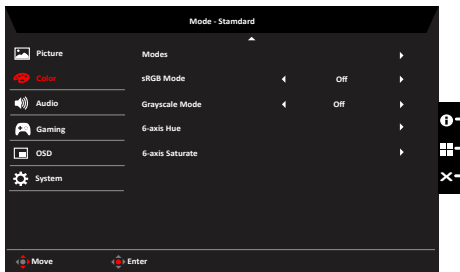 Mode - Stamdard
Picture
Modes
Color
sRGB Mode Off
Audio
Grayscale Mode Off
Gaming
6-axis Hue
OSD
6-axis Saturate
System
Move Enter